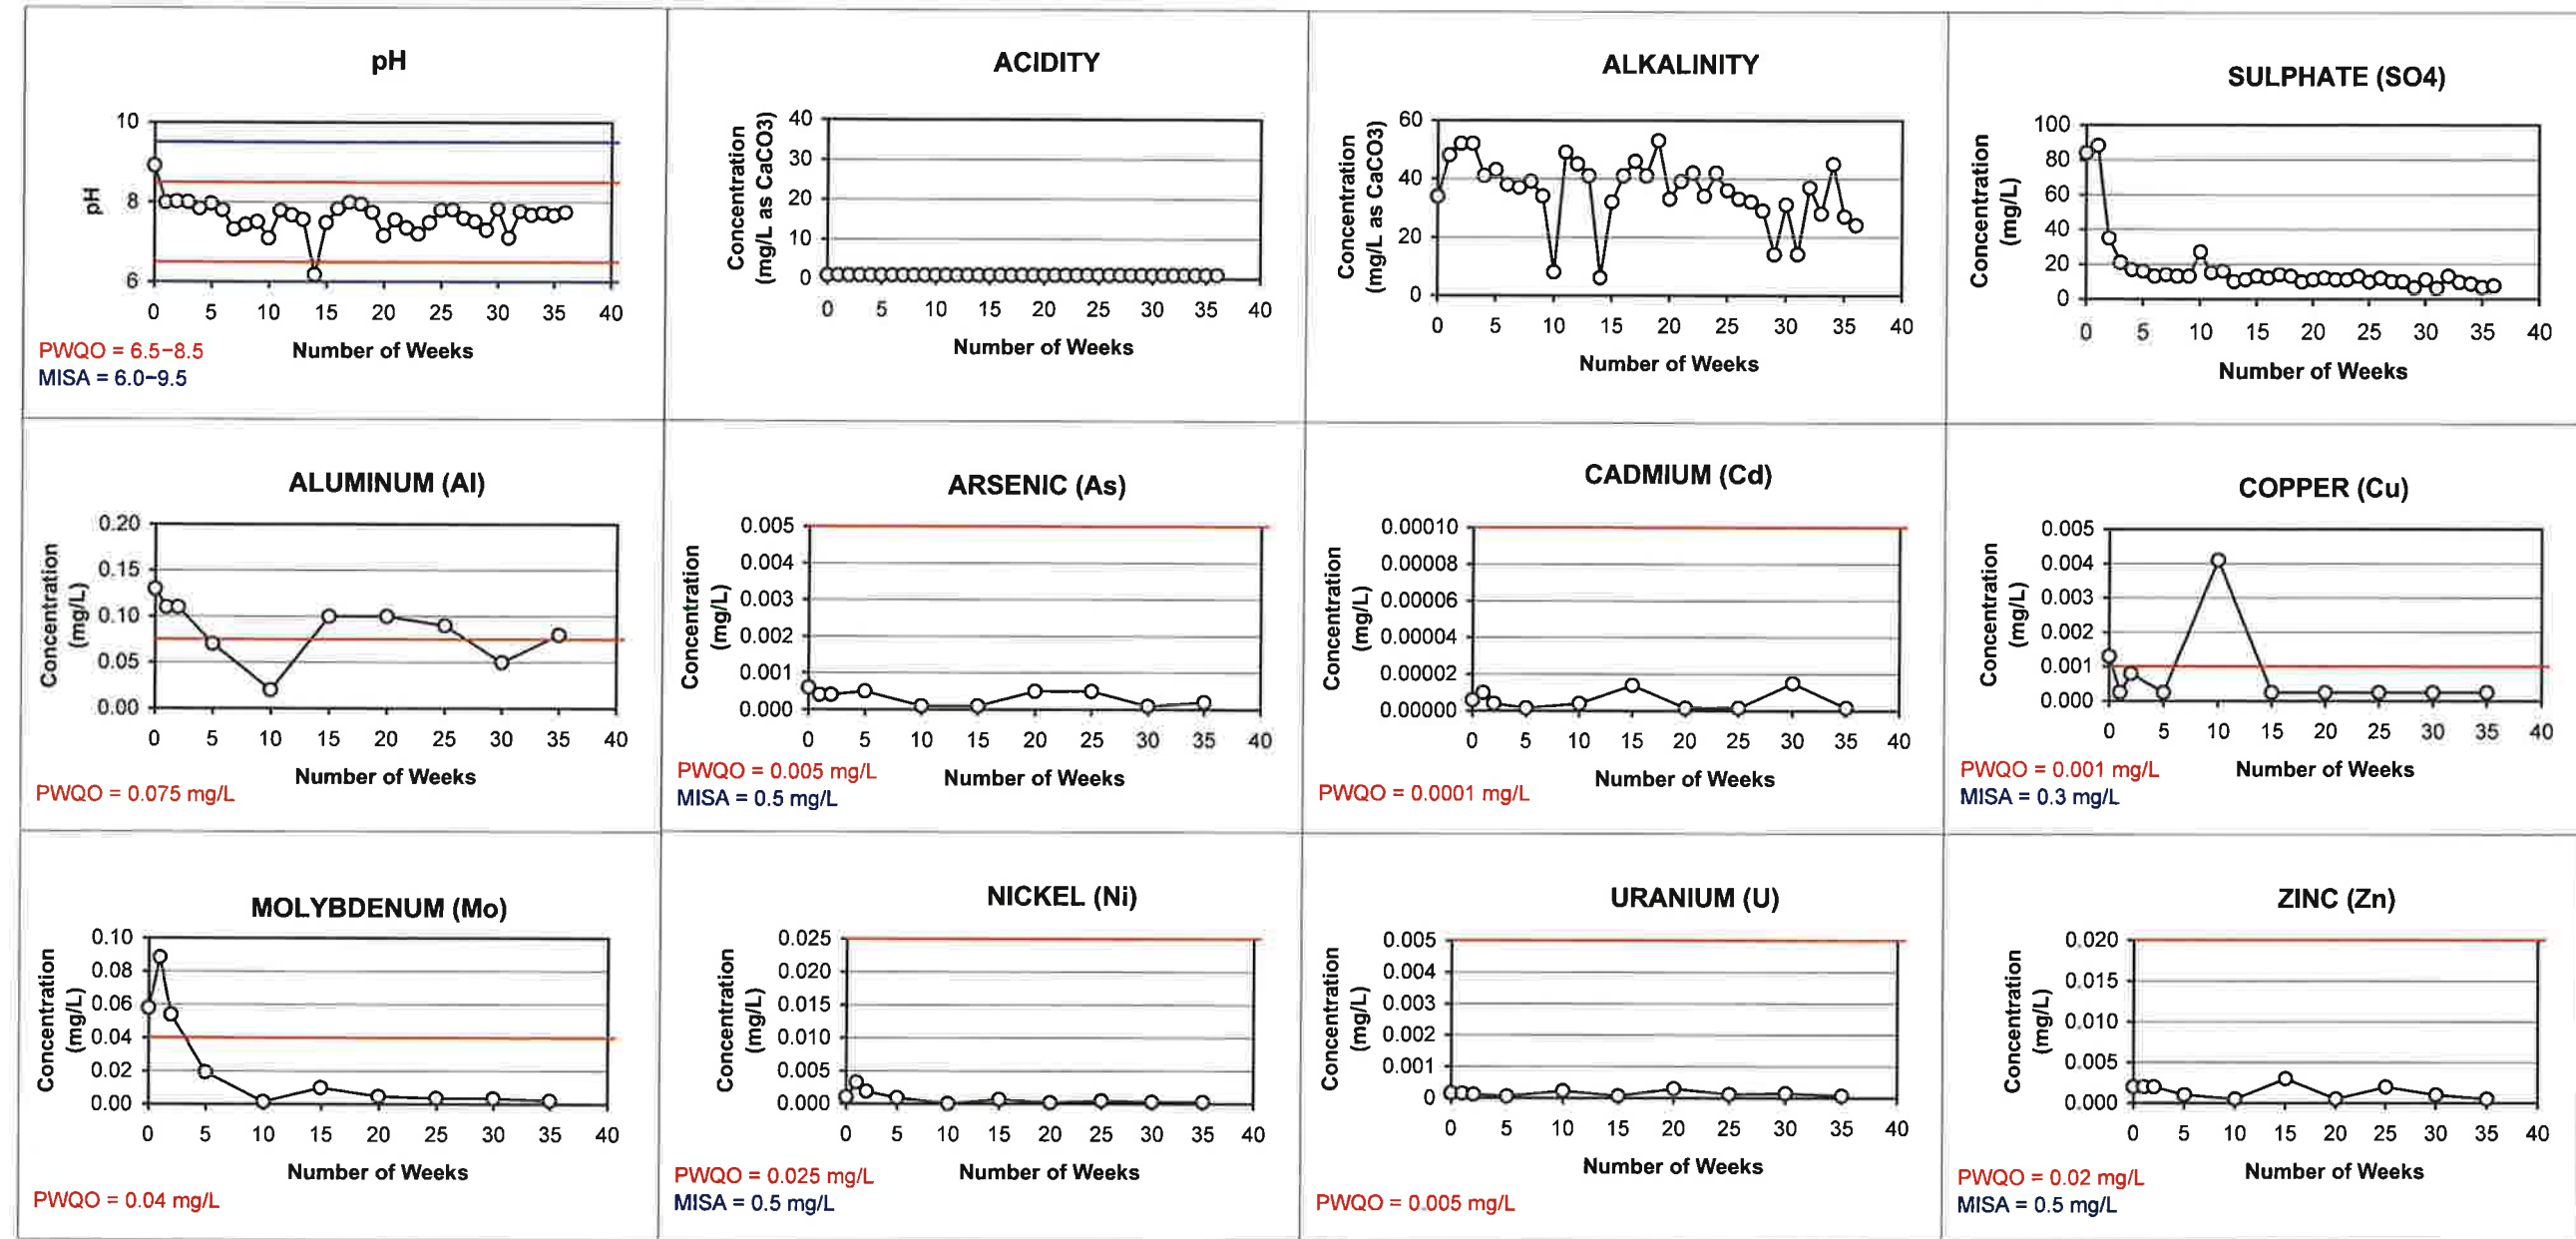 pH
pH
10
8
6
0 5 10 15 20 25 30 35 40
Number of Weeks
PWQO = 6.5–8.5
MISA = 6.0–9.5
ACIDITY
Concentration
(mg/L as CaCO3)
40
30
20
10
0
0 5 10 15 20 25 30 35 40
Number of Weeks
ALKALINITY
Concentration
(mg/L as CaCO3)
60
40
20
0
0 5 10 15 20 25 30 35 40
Number of Weeks
SULPHATE (SO4)
Concentration
(mg/L)
100
80
60
40
20
0
0 5 10 15 20 25 30 35 40
Number of Weeks
ALUMINUM (Al)
Concentration
(mg/L)
0.20
0.15
0.10
0.05
0.00
0 5 10 15 20 25 30 35 40
Number of Weeks
PWQO = 0.075 mg/L
ARSENIC (As)
Concentration
(mg/L)
0.005
0.004
0.003
0.002
0.001
0.000
0 5 10 15 20 25 30 35 40
Number of Weeks
PWQO = 0.005 mg/L
MISA = 0.5 mg/L
CADMIUM (Cd)
Concentration
(mg/L)
0.00010
0.00008
0.00006
0.00004
0.00002
0.00000
0 5 10 15 20 25 30 35 40
Number of Weeks
PWQO = 0.0001 mg/L
COPPER (Cu)
Concentration
(mg/L)
0.005
0.004
0.003
0.002
0.001
0.000
0 5 10 15 20 25 30 35 40
Number of Weeks
PWQO = 0.001 mg/L
MISA = 0.3 mg/L
MOLYBDENUM (Mo)
Concentration
(mg/L)
0.10
0.08
0.06
0.04
0.02
0.00
0 5 10 15 20 25 30 35 40
Number of Weeks
PWQO = 0.04 mg/L
NICKEL (Ni)
Concentration
(mg/L)
0.025
0.020
0.015
0.010
0.005
0.000
0 5 10 15 20 25 30 35 40
Number of Weeks
PWQO = 0.025 mg/L
MISA = 0.5 mg/L
URANIUM (U)
Concentration
(mg/L)
0.005
0.004
0.003
0.002
0.001
0
0 5 10 15 20 25 30 35 40
Number of Weeks
PWQO = 0.005 mg/L
ZINC (Zn)
Concentration
(mg/L)
0.020
0.015
0.010
0.005
0.000
0 5 10 15 20 25 30 35 40
Number of Weeks
PWQO = 0.02 mg/L
MISA = 0.5 mg/L